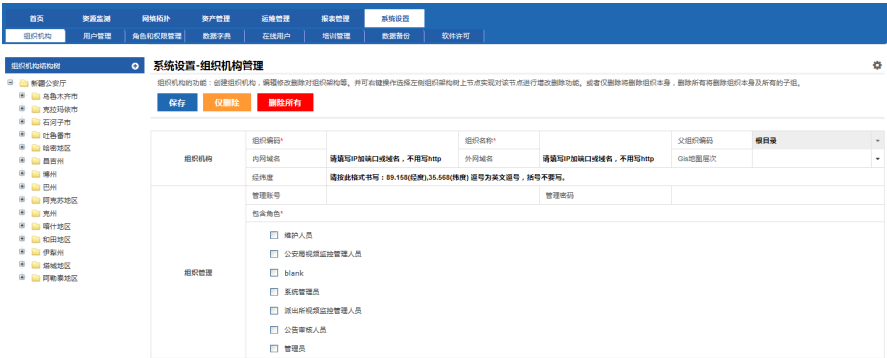 首页 资源监测 网络拓扑 资产管理 运维管理 报表管理 系统设置
组织机构 用户管理 角色和权限管理 数据字典 在线用户 培训管理 数据备份 软件许可
组织机构结构树
新疆公安厅
乌鲁木齐市
克拉玛依市
石河子市
吐鲁番市
哈密地区
昌吉州
博州
巴州
阿克苏地区
克州
喀什地区
和田地区
伊犁州
塔城地区
阿勒泰地区
系统设置-组织机构管理
组织机构的功能：创建组织机构，编辑修改删除对组织架构等。并可右键操作选择左侧组织架构树上节点实现对该节点进行增改删除功能。或者仅删除将删除组织本身，删除所有将删除组织本身及所有的子组。
保存 仅删除 删除所有
组织机构
组织编码* 组织名称* 父组织编码 根目录
内网域名 请填写IP加端口或域名，不用写http 外网域名 请填写IP加端口或域名，不用写http Gis地图层次
经纬度 请按此格式书写：89.158(经度),35.568(纬度) 逗号为英文逗号，括号不要写。
组织管理
管理账号 管理密码
包含角色*
维护人员
公安局视频监控管理人员
blank
系统管理员
派出所视频监控管理人员
公告审核人员
管理员